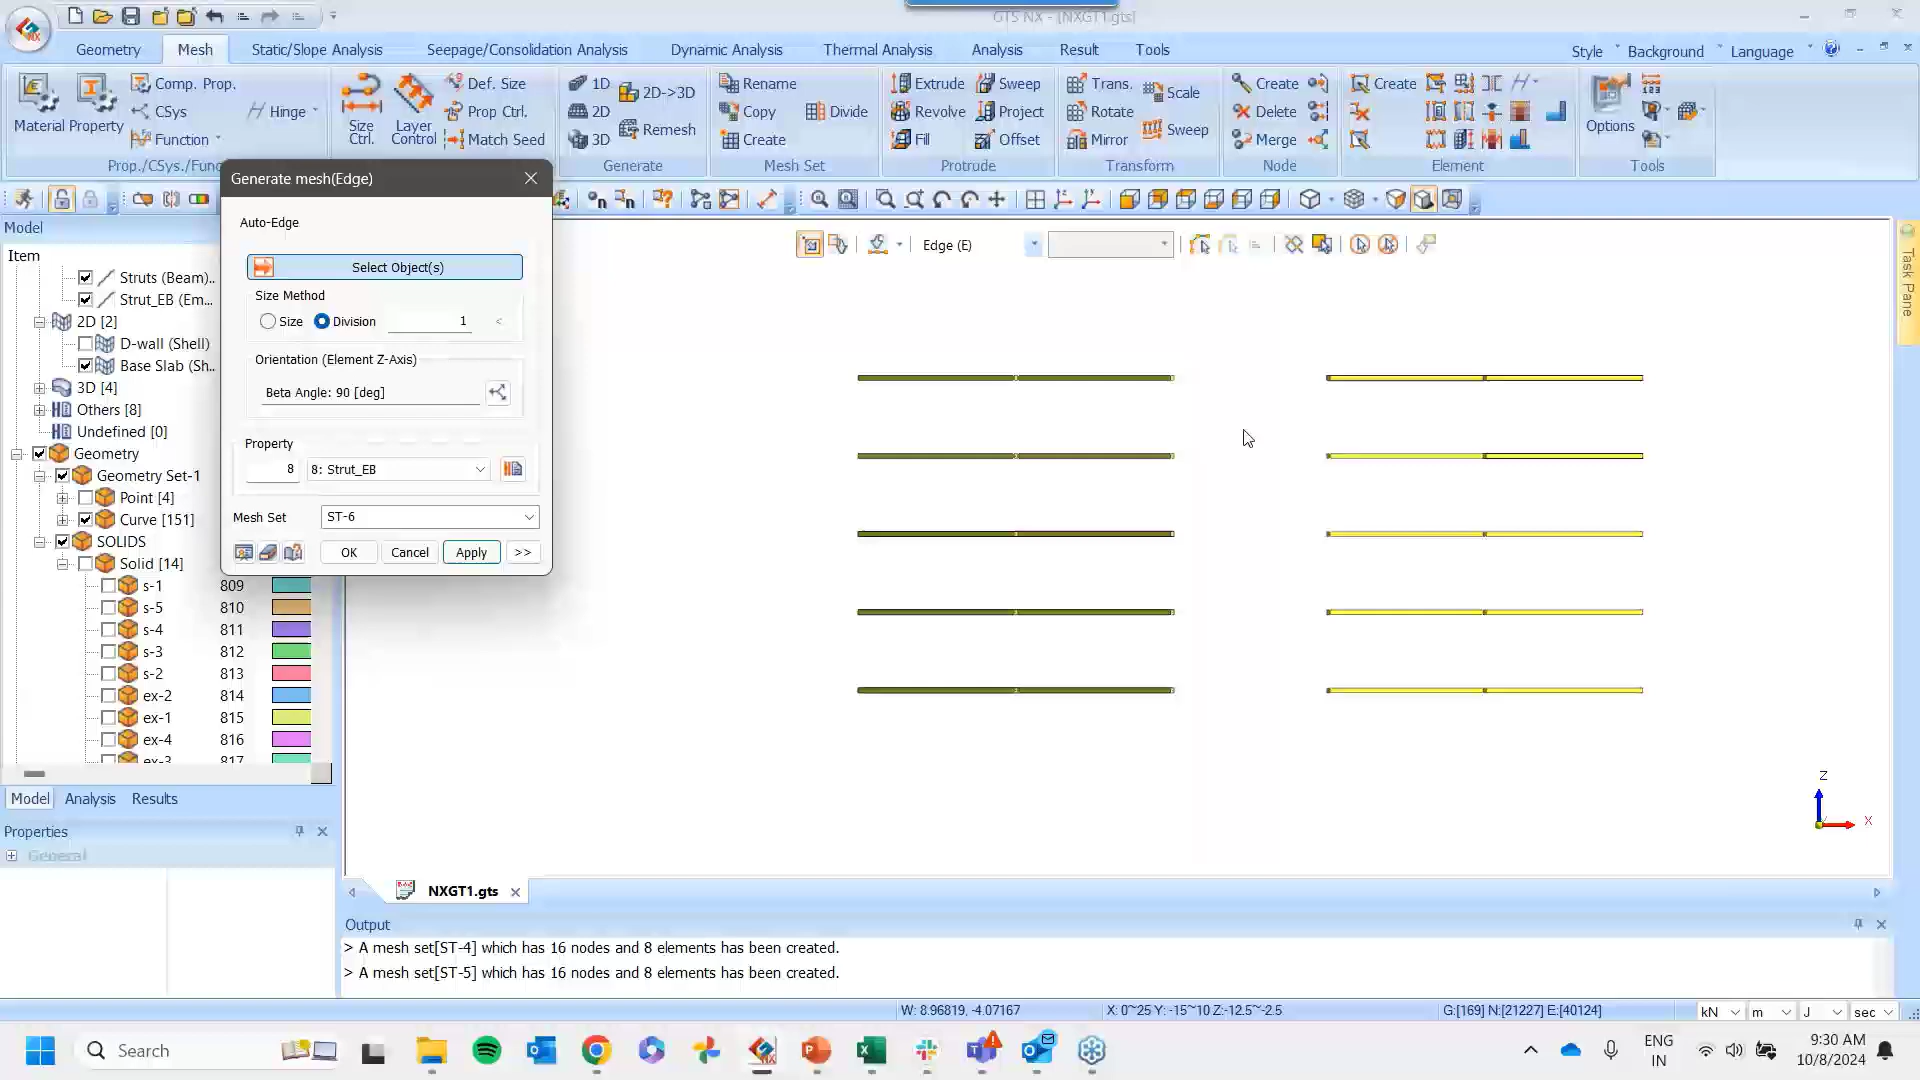 GTS NX - [NXGT1.gts]
Geometry Mesh Static/Slope Analysis Seepage/Consolidation Analysis Dynamic Analysis Thermal Analysis Analysis Result Tools
Style Background Language
Comp. Prop. Def. Size 1D 2D->3D Rename Extrude Sweep Trans. Scale Create Create
CSys Hinge Prop Ctrl. 2D Copy Divide Revolve Project Rotate Delete
Material Property Function Size Ctrl. Layer Control Match Seed 3D Remesh Create Fill Offset Mirror Sweep Merge Options
Prop./CSys./Func Generate Mesh Set Protrude Transform Node Element Tools
Generate mesh(Edge)
Auto-Edge
Select Object(s)
Size Method
Size Division 1 <
Orientation (Element Z-Axis)
Beta Angle: 90 [deg]
Property
8 8: Strut_EB
Mesh Set ST-6
OK Cancel Apply >>
Edge (E)
Task Pane
Model
Item
Struts (Beam)..
Strut_EB (Em...
2D [2]
D-wall (Shell)
Base Slab (Sh..
3D [4]
Others [8]
Undefined [0]
Geometry
Geometry Set-1
Point [4]
Curve [151]
SOLIDS
Solid [14]
s-1 809
s-5 810
s-4 811
s-3 812
s-2 813
ex-2 814
ex-1 815
ex-4 816
ex-3 817
Model Analysis Results
Properties
General
Z
X
NXGT1.gts
Output
> A mesh set[ST-4] which has 16 nodes and 8 elements has been created.
> A mesh set[ST-5] which has 16 nodes and 8 elements has been created.
W: 8.96819, -4.07167 X: 0~25 Y: -15~10 Z:-12.5~-2.5 G:[169] N:[21227] E:[40124] kN m J sec
Search
ENG
IN
9:30 AM
10/8/2024